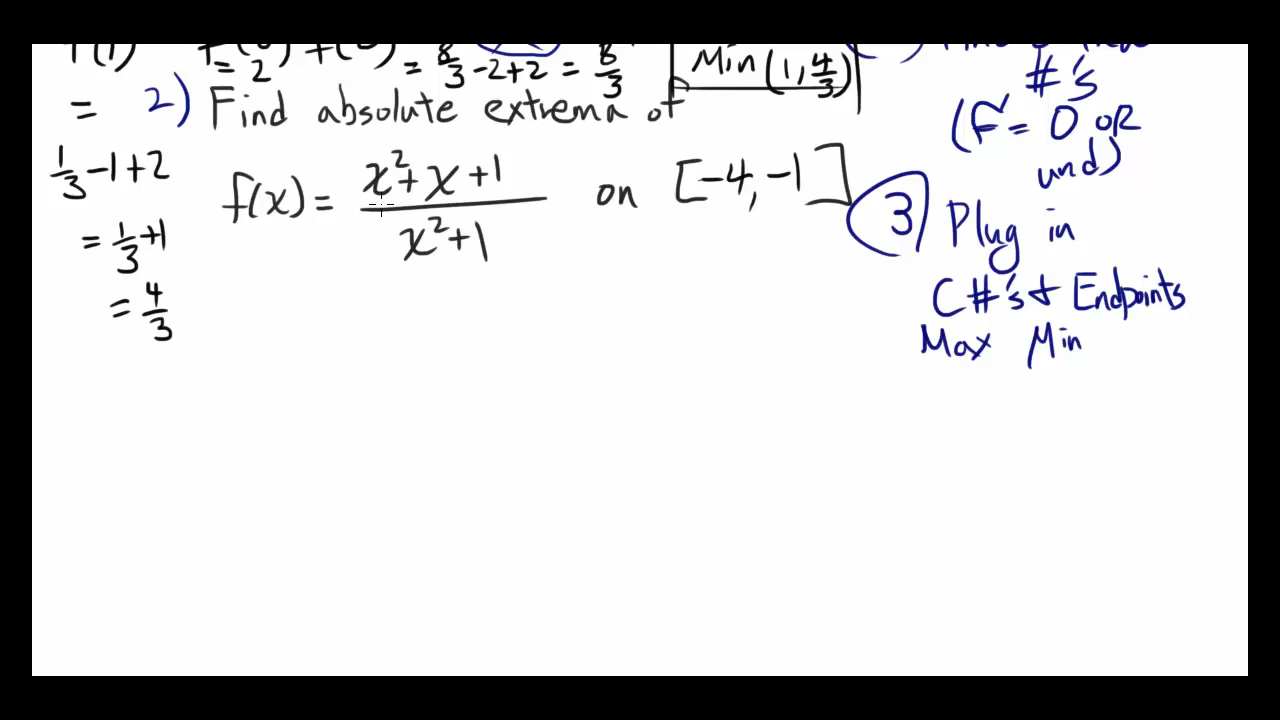 = 2 = 8/3 -2+2 = 8/3
Min (1, 4/3)
=
2) Find absolute extrema of
1/3 -1+2
= 1/3 +1
= 4/3
f(x) = (x²+x+1)/(x²+1) on [-4, -1]
#'s
(F' = 0 OR
und)
3 Plug in
C#'s + Endpoints
Max Min